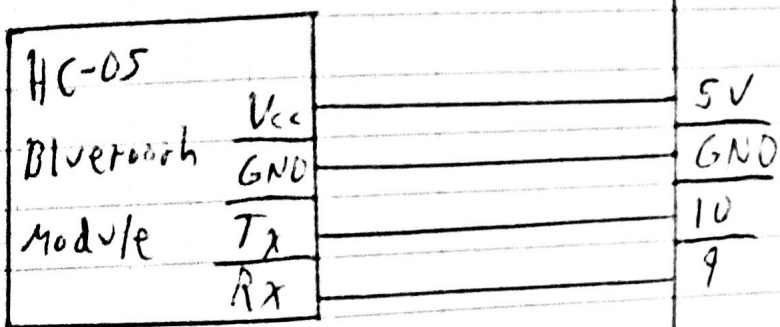 HC-05
Bluetooth
Module
Vcc
GND
Tx
Rx
5V
GND
10
9